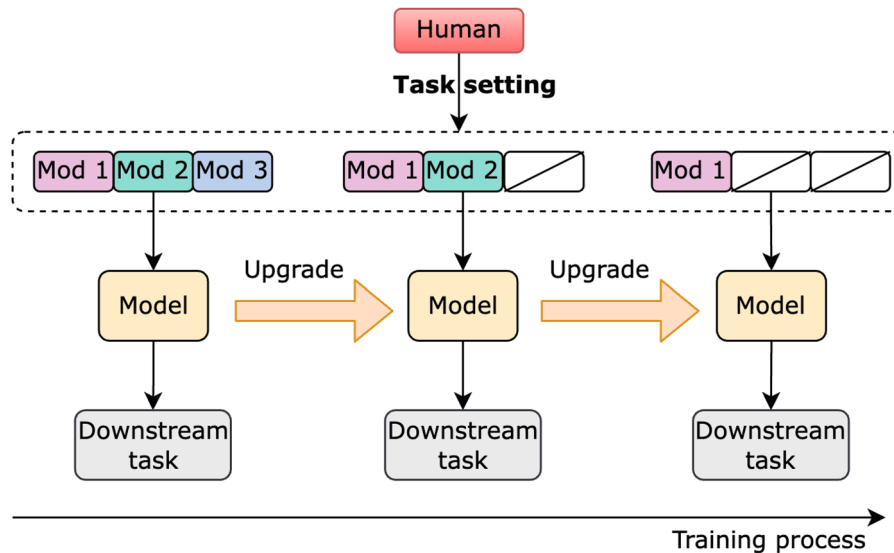 Human
Task setting
Mod 1 Mod 2 Mod 3 Mod 1 Mod 2 Mod 1
Upgrade Upgrade
Model Model Model
Downstream Downstream Downstream
task task task
Training process